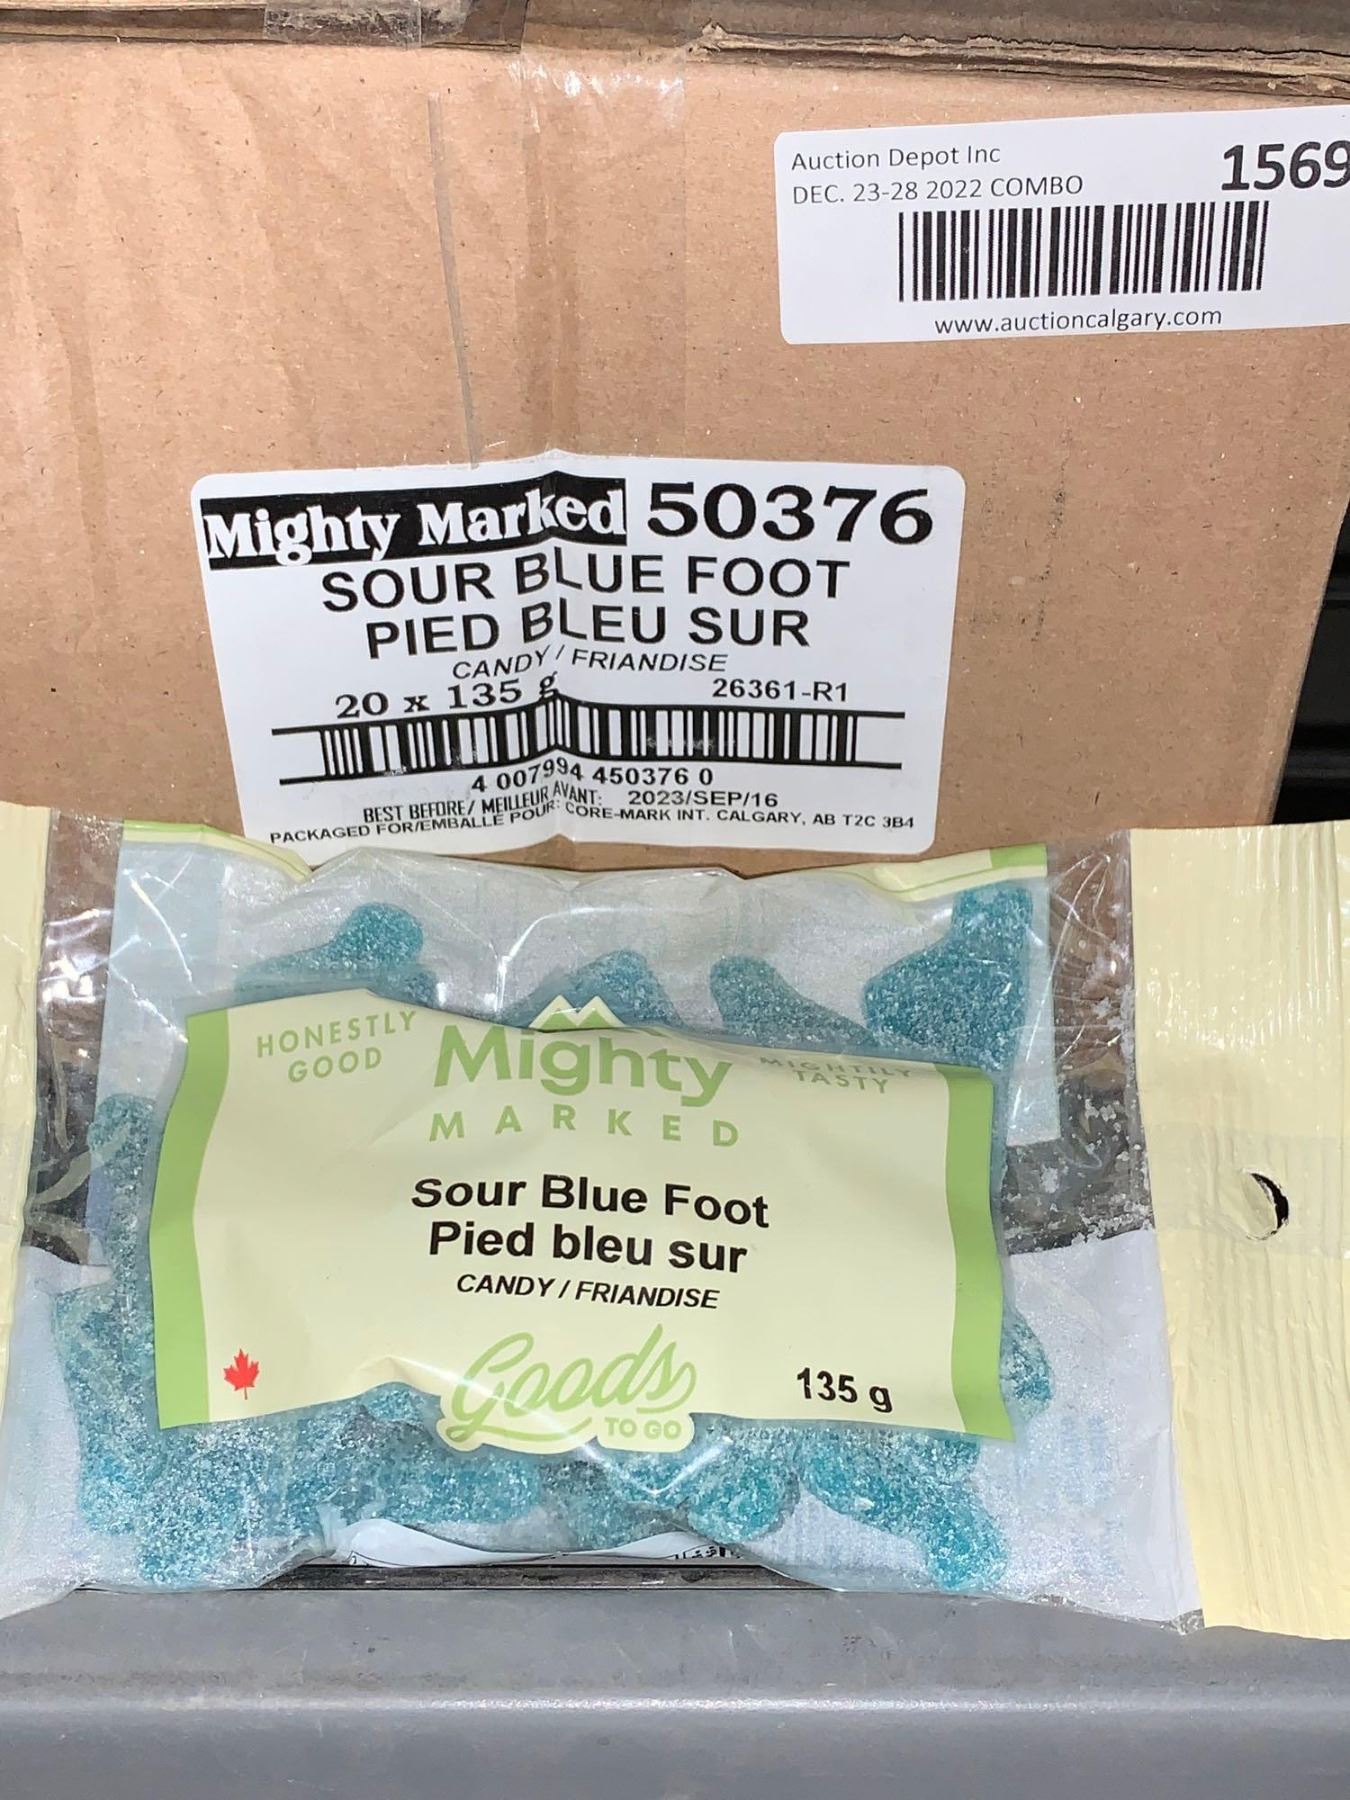 Auction Depot Inc
1569
DEC. 23-28 2022 COMBO
www.auctioncalgary.com
Mighty Marked 50376
SOUR BLUE FOOT
PIED BLEU SUR
CANDY / FRIANDISE
20 x 135 g
26361-R1
4 007994 450376 0
BEST BEFORE / MEILLEUR AVANT: 2023/SEP/16
PACKAGED FOR/EMBALLE POUR: CORE-MARK INT. CALGARY, AB T2C 3B4
HONESTLY
GOOD
Mighty
MARKED
MIGHTILY
TASTY
Sour Blue Foot
Pied bleu sur
CANDY / FRIANDISE
Goods
TO GO
135 g